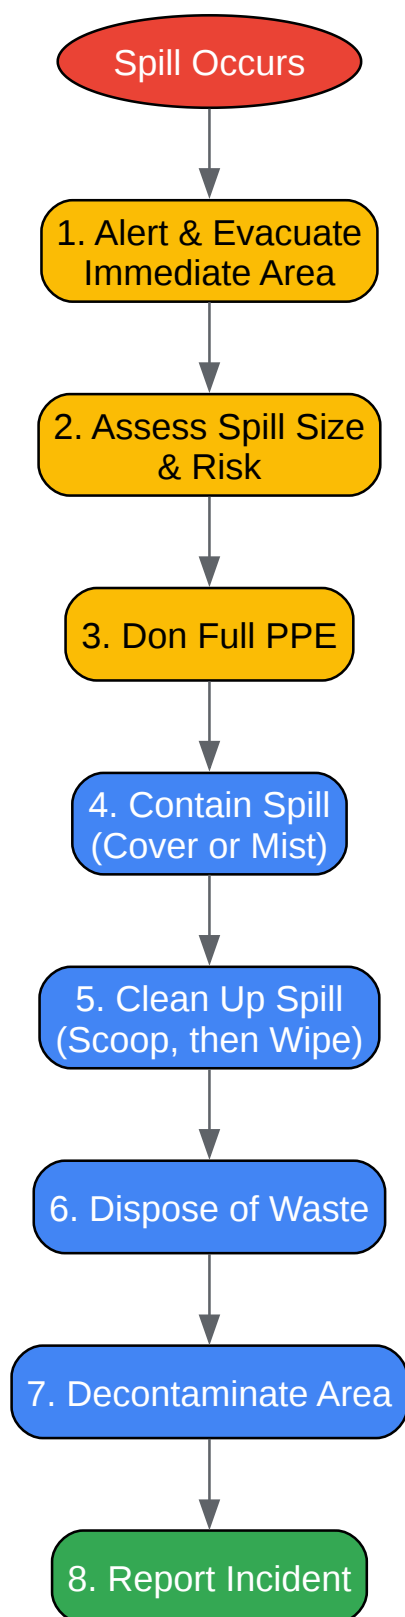 Spill Occurs
1. Alert & Evacuate
Immediate Area
2. Assess Spill Size
& Risk
3. Don Full PPE
4. Contain Spill
(Cover or Mist)
5. Clean Up Spill
(Scoop, then Wipe)
6. Dispose of Waste
7. Decontaminate Area
8. Report Incident